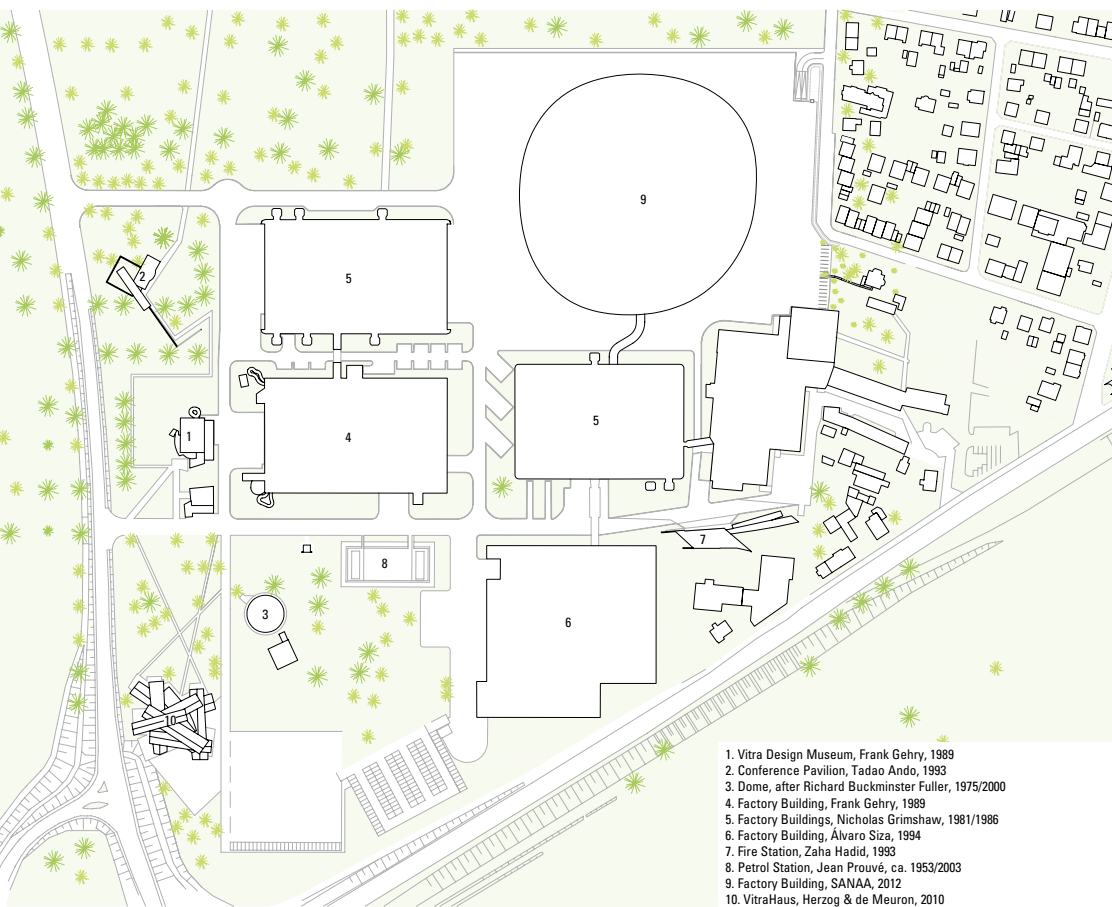 9
2
5
5
4
1
7
8
3
6
10
1. Vitra Design Museum, Frank Gehry, 1989
2. Conference Pavilion, Tadao Ando, 1993
3. Dome, after Richard Buckminster Fuller, 1975/2000
4. Factory Building, Frank Gehry, 1989
5. Factory Buildings, Nicholas Grimshaw, 1981/1986
6. Factory Building, Álvaro Siza, 1994
7. Fire Station, Zaha Hadid, 1993
8. Petrol Station, Jean Prouvé, ca. 1953/2003
9. Factory Building, SANAA, 2012
10. VitraHaus, Herzog & de Meuron, 2010